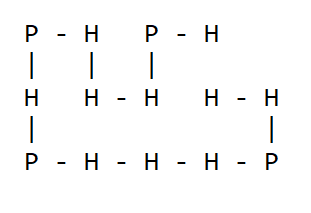 P - H   P - H
|   |   |
H   H - H   H - H
|               |
P - H - H - H - P